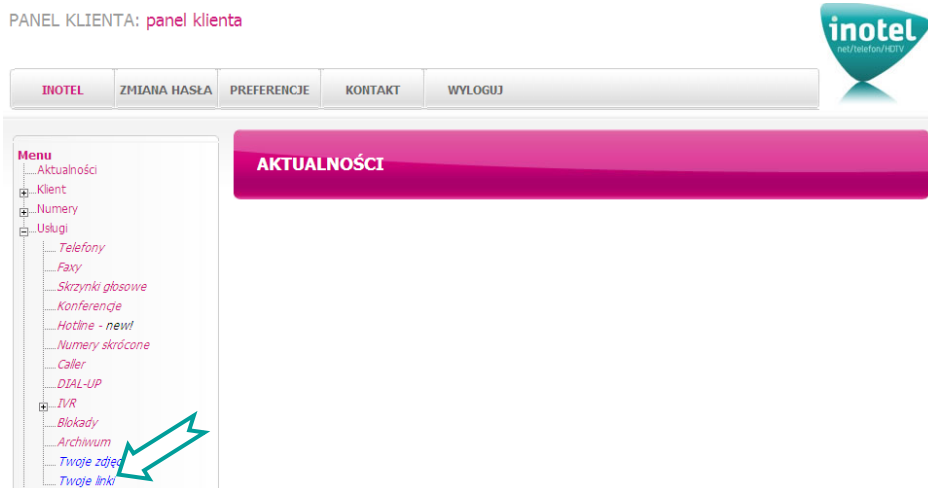 PANEL KLIENTA: panel klienta
inotel
net/telefon/HDTV
INOTEL ZMIANA HASŁA PREFERENCJE KONTAKT WYLOGUJ
Menu
Aktualności
Klient
Numery
Usługi
Telefony
Faxy
Skrzynki głosowe
Konferencje
Hotline - new!
Numery skrócone
Caller
DIAL-UP
IVR
Blokady
Archiwum
Twoje
Twoje linki
AKTUALNOŚCI